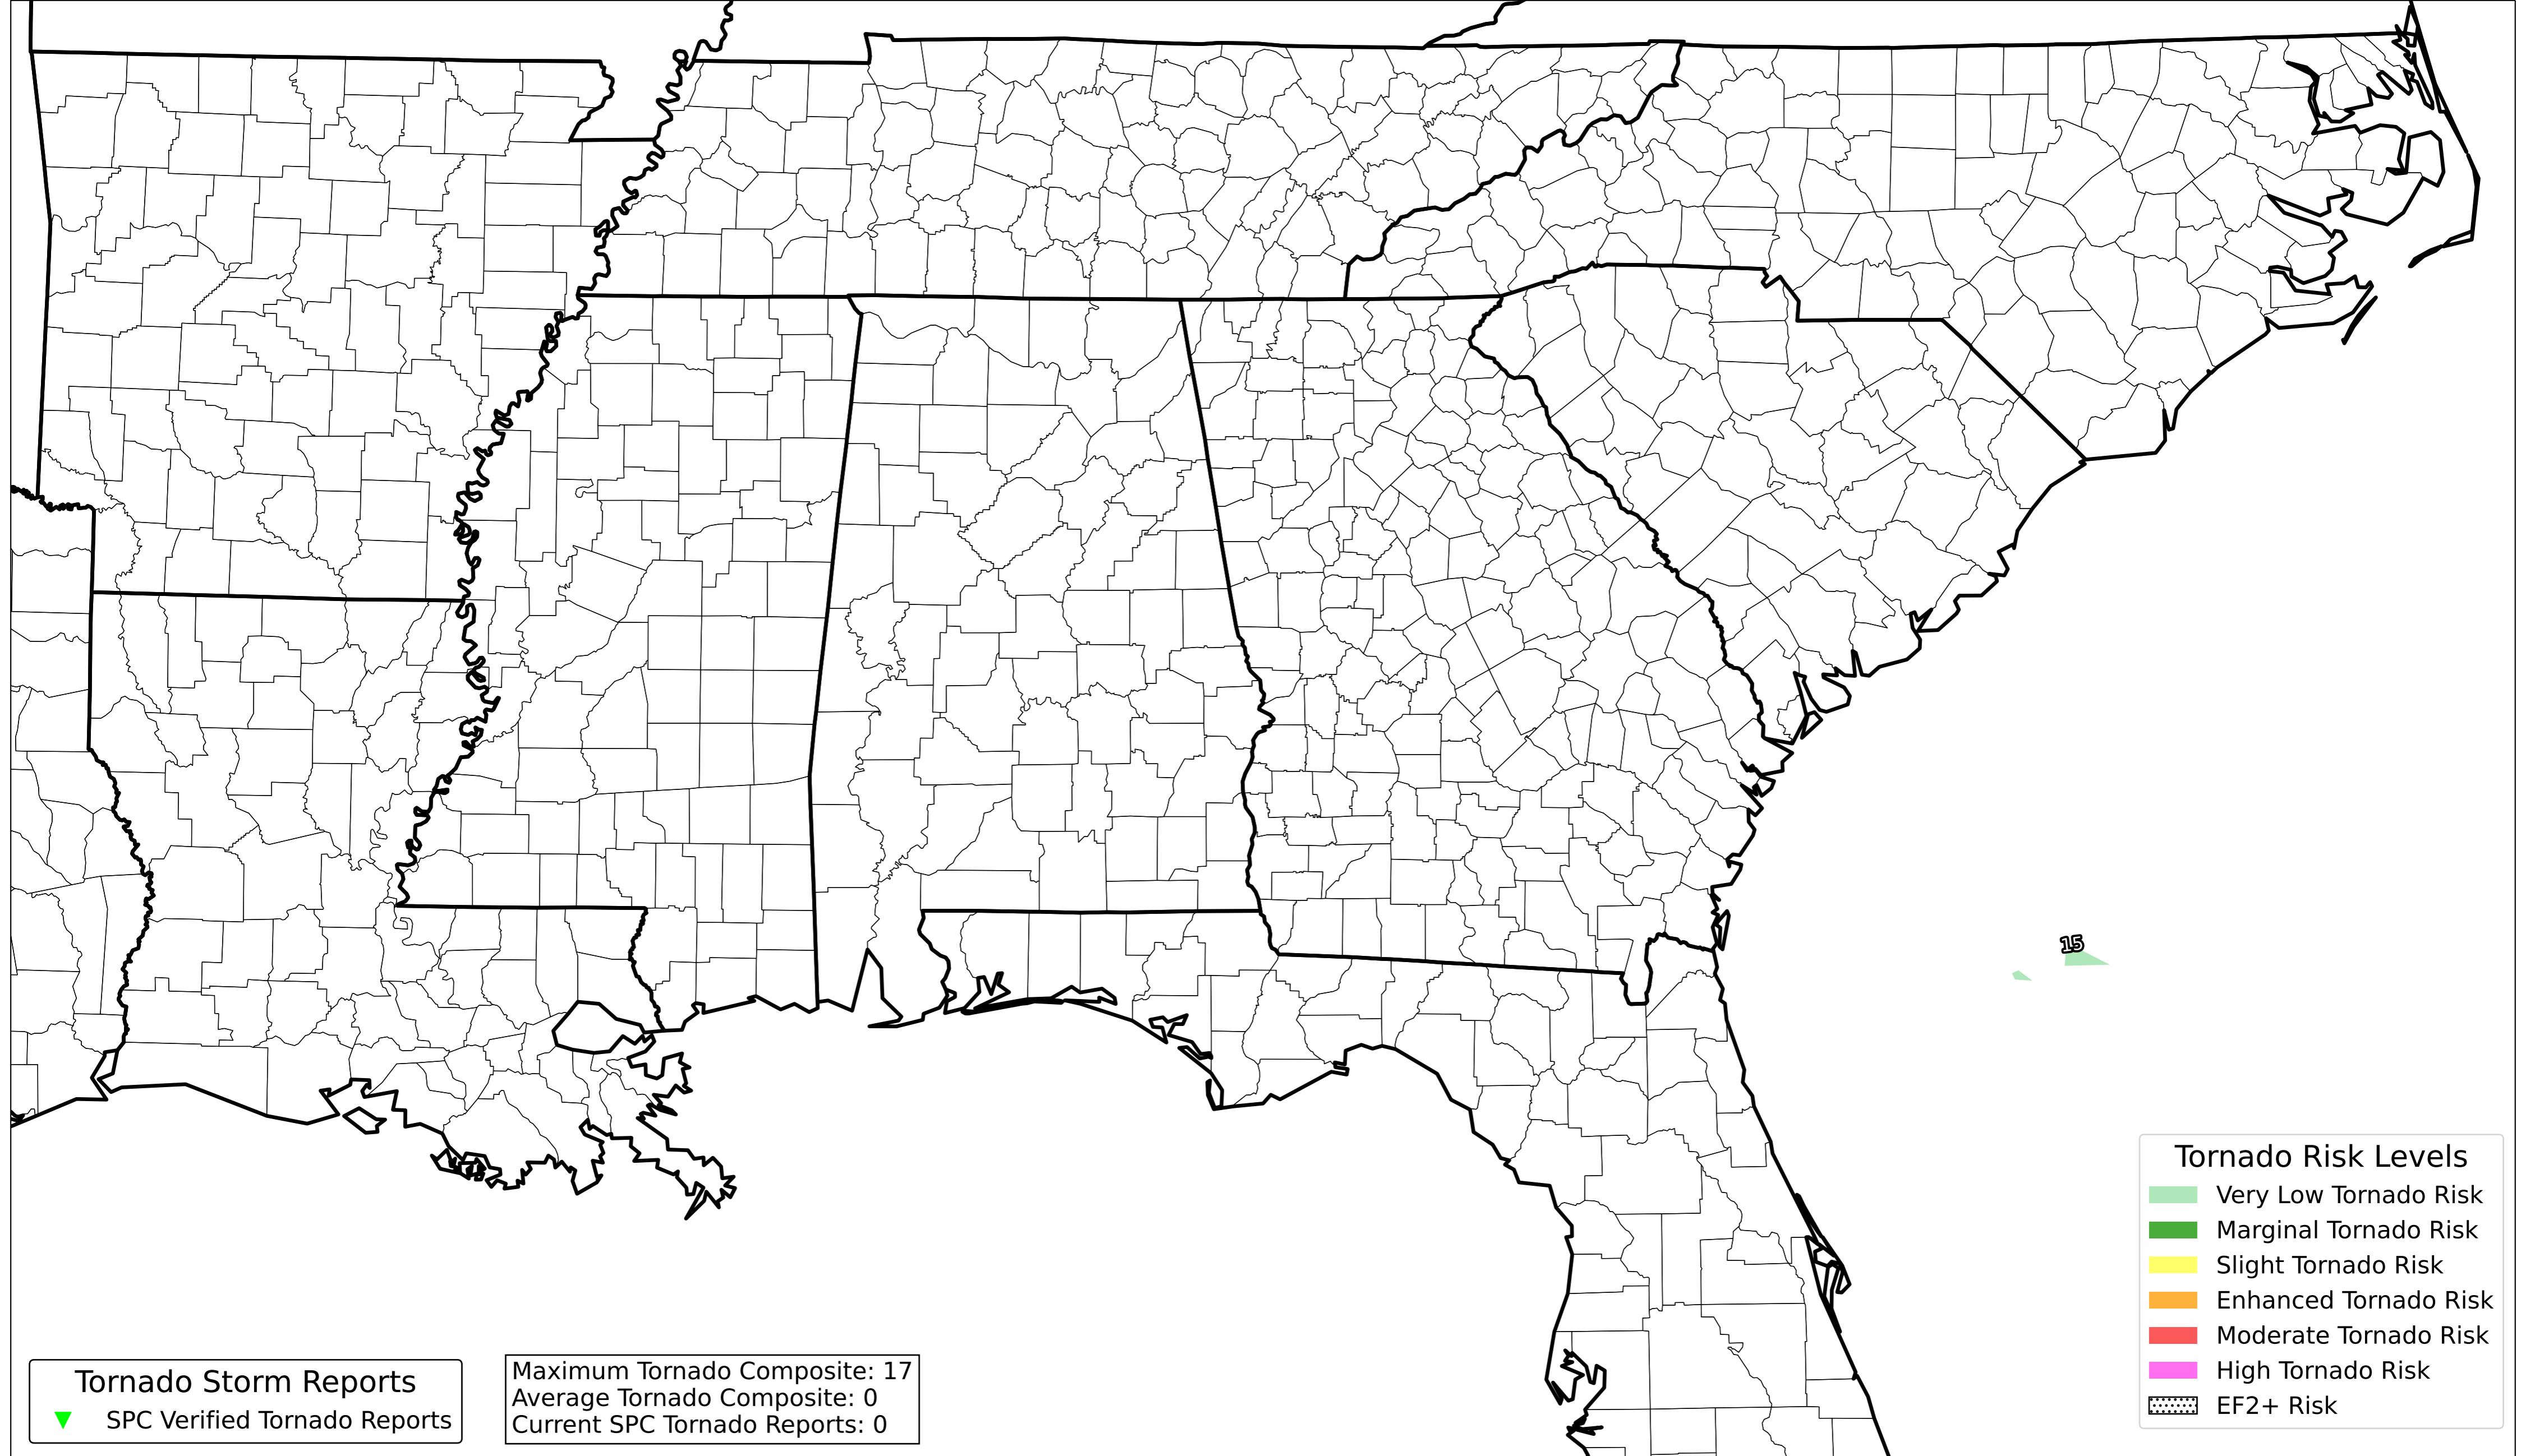 15
Tornado Risk Levels
Very Low Tornado Risk
Marginal Tornado Risk
Slight Tornado Risk
Enhanced Tornado Risk
Moderate Tornado Risk
High Tornado Risk
EF2+ Risk
Tornado Storm Reports
SPC Verified Tornado Reports
Maximum Tornado Composite: 17
Average Tornado Composite: 0
Current SPC Tornado Reports: 0